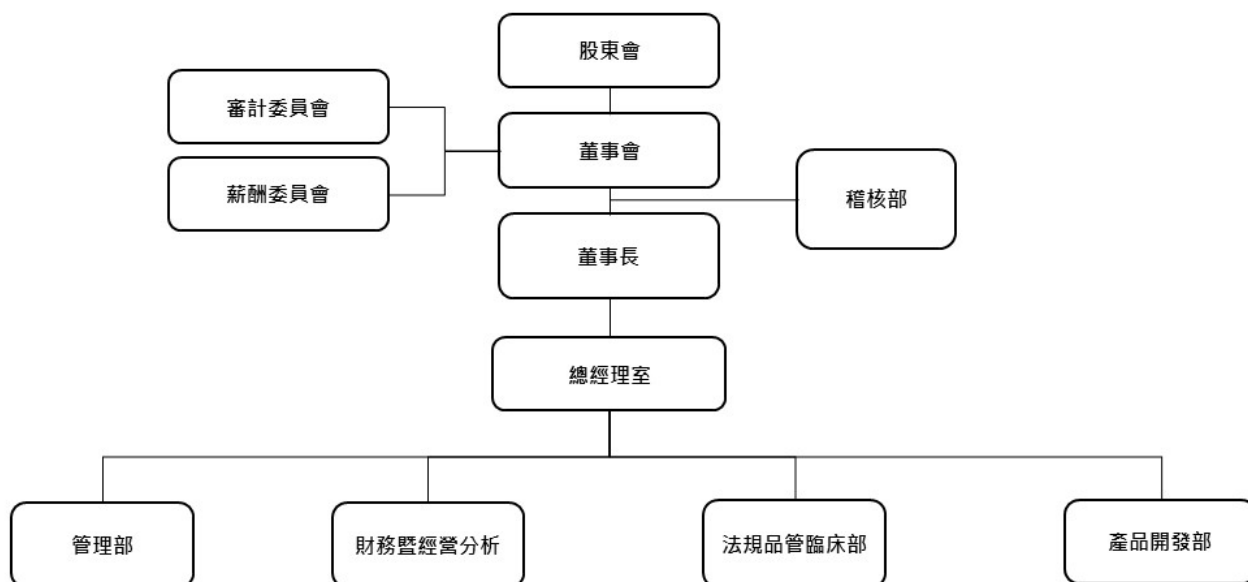 股東會
審計委員會
董事會
薪酬委員會
稽核部
董事長
總經理室
管理部
財務暨經營分析
法規品管臨床部
產品開發部